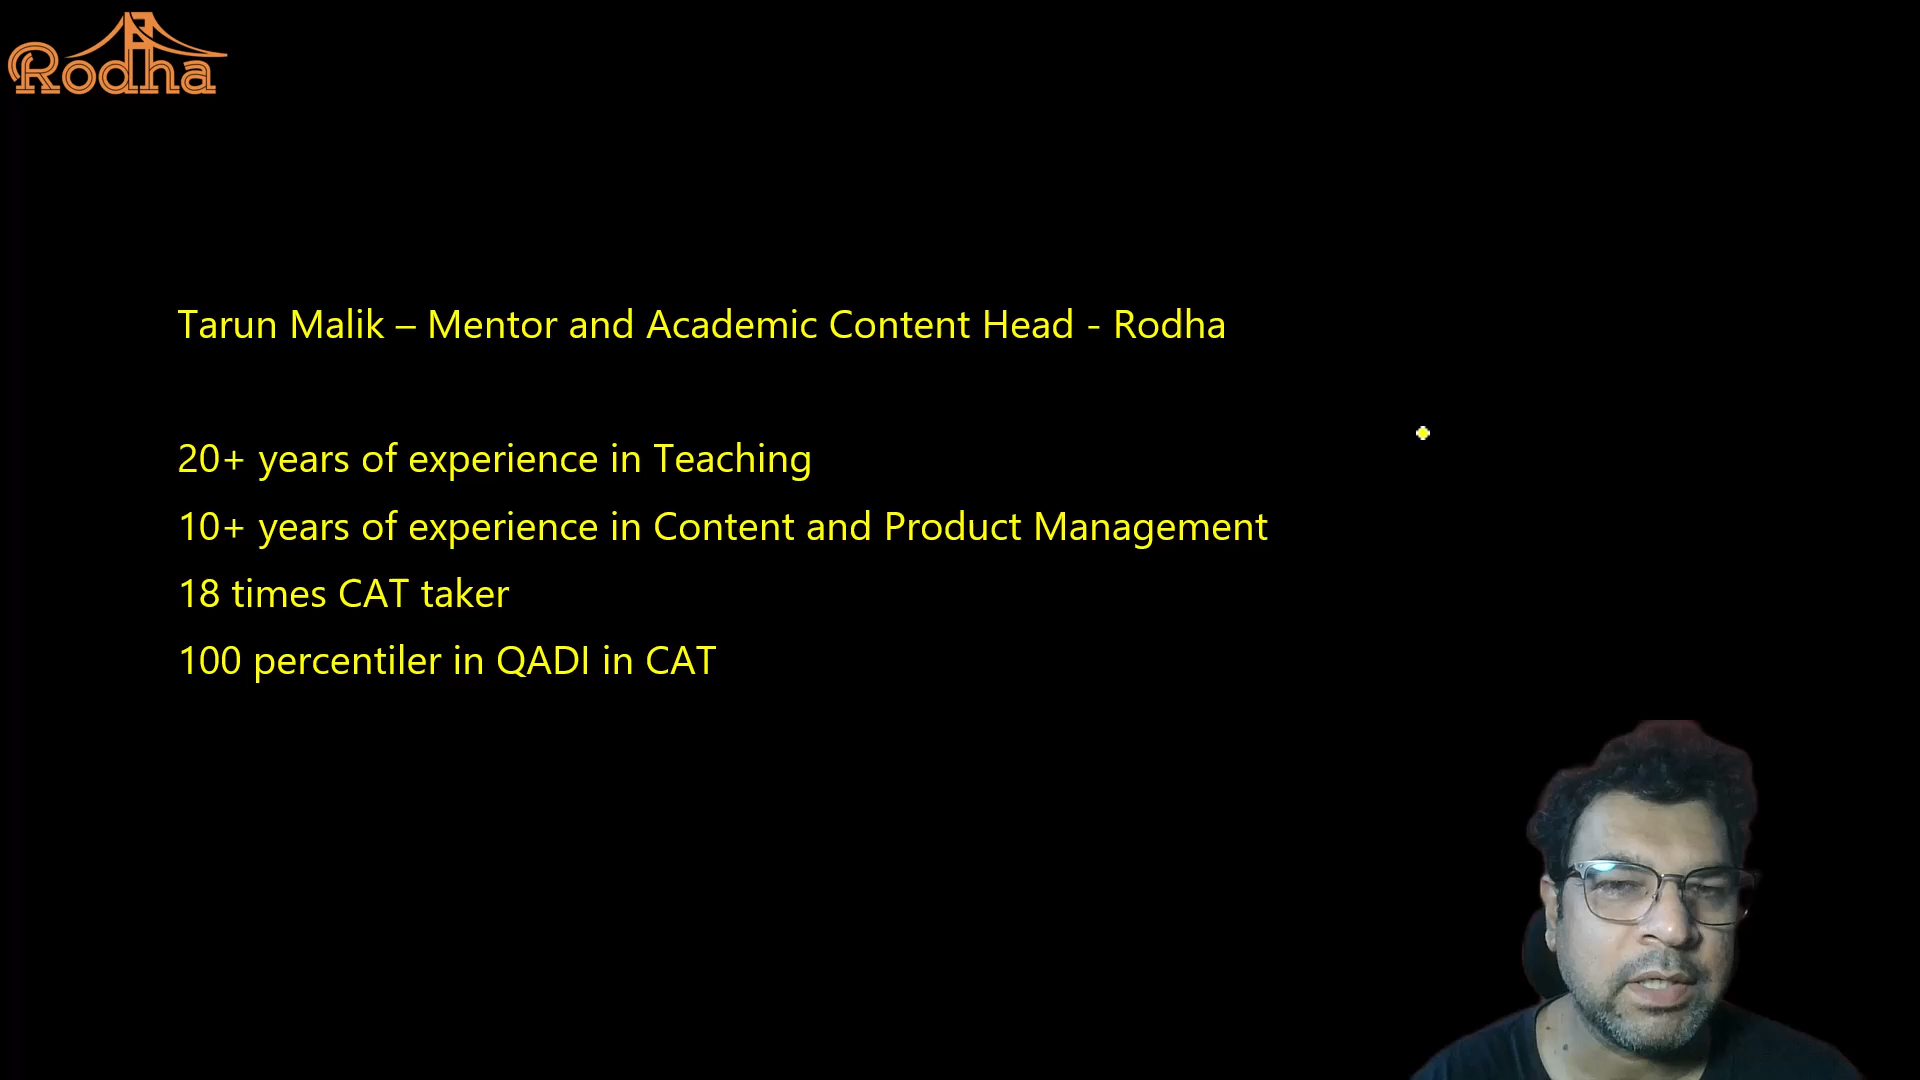 Rodha
Tarun Malik – Mentor and Academic Content Head - Rodha
20+ years of experience in Teaching
10+ years of experience in Content and Product Management
18 times CAT taker
100 percentiler in QADI in CAT